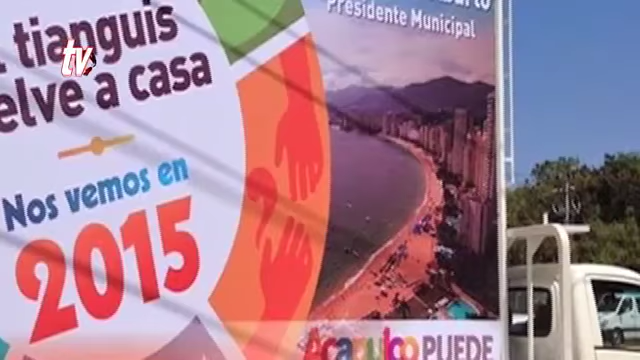 tianguis
elve a casa
Nos vemos en
2015
Presidente Municipal
Acapulco PUEDE
tv